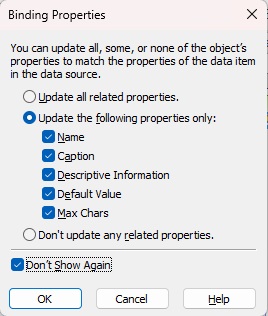 Binding Properties
You can update all, some, or none of the object's
properties to match the properties of the data item
in the data source.
Update all related properties.
Update the following properties only:
Name
Caption
Descriptive Information
Default Value
Max Chars
Don't update any related properties.
Don't Show Again
OK Cancel Help